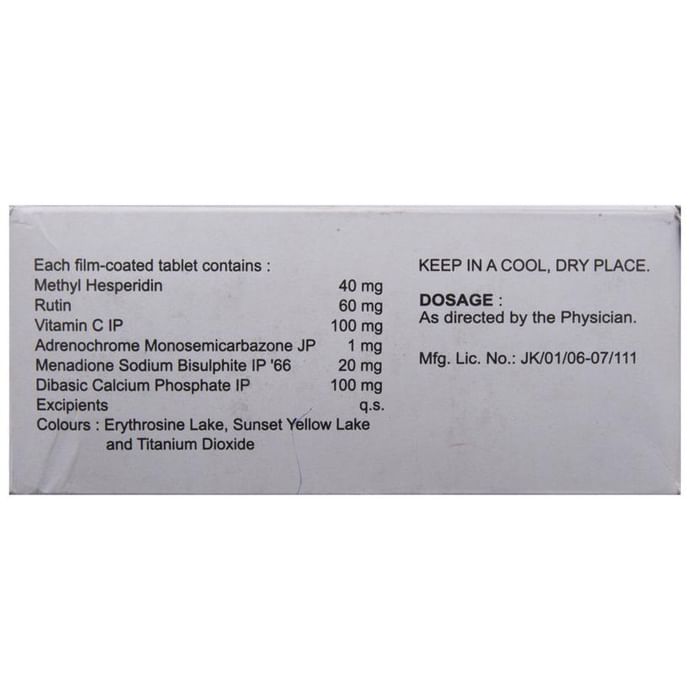 Each film-coated tablet contains :
Methyl Hesperidin 40 mg
Rutin 60 mg
Vitamin C IP 100 mg
Adrenochrome Monosemicarbazone JP 1 mg
Menadione Sodium Bisulphite IP '66 20 mg
Dibasic Calcium Phosphate IP 100 mg
Excipients q.s.
Colours : Erythrosine Lake, Sunset Yellow Lake
and Titanium Dioxide
KEEP IN A COOL, DRY PLACE.
DOSAGE :
As directed by the Physician.
Mfg. Lic. No.: JK/01/06-07/111